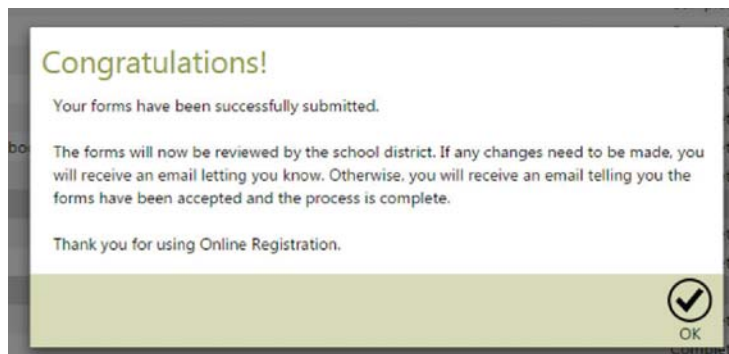 Congratulations!
Your forms have been successfully submitted.
The forms will now be reviewed by the school district. If any changes need to be made, you
will receive an email letting you know. Otherwise, you will receive an email telling you the
forms have been accepted and the process is complete.
Thank you for using Online Registration.
OK